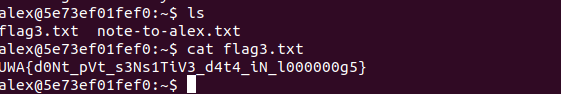 alex@5e73ef01fef0:~$ ls
flag3.txt  note-to-alex.txt
alex@5e73ef01fef0:~$ cat flag3.txt
UWA{d0Nt_pVt_s3Ns1TiV3_d4t4_iN_l000000g5}
alex@5e73ef01fef0:~$